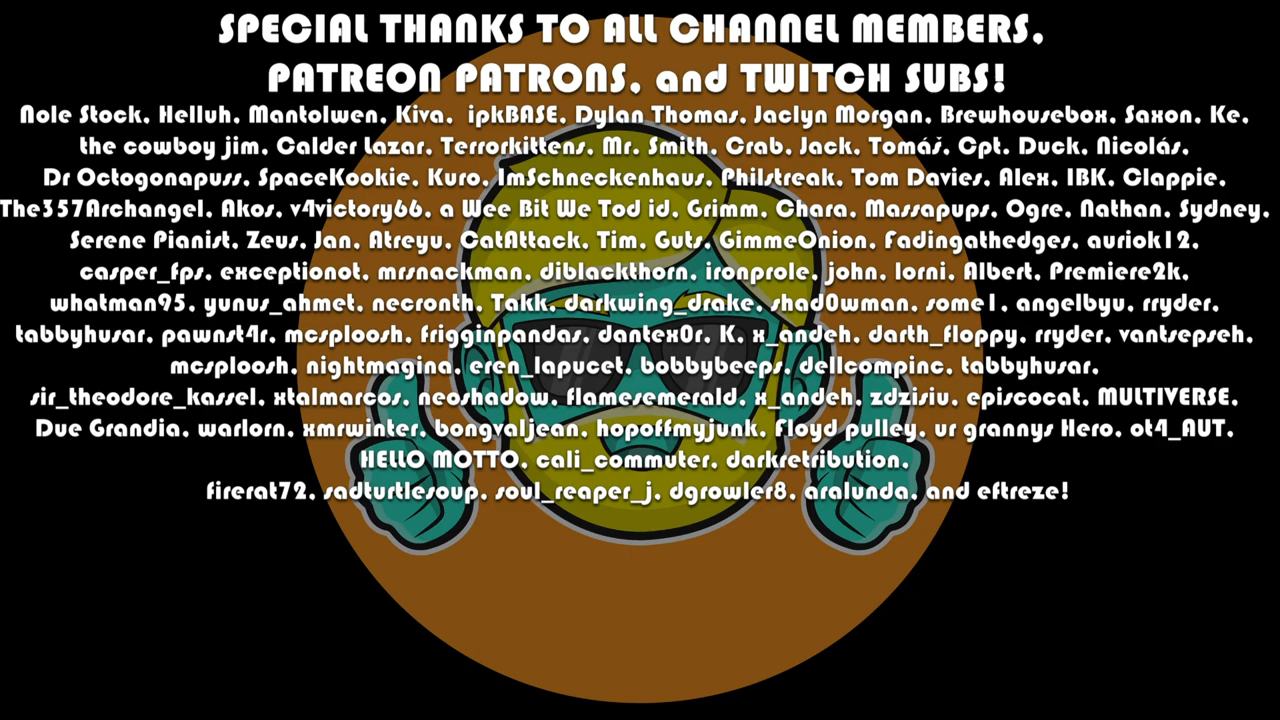 SPECIAL THANKS TO ALL CHANNEL MEMBERS,
PATREON PATRONS, and TWITCH SUBS!
Nole Stock, Helluh, Mantolwen, Kiva, ipkBASE, Dylan Thomas, Jaclyn Morgan, Brewhousebox, Saxon, Ke,
the cowboy jim, Calder Lazar, Terrorkittens, Mr. Smith, Crab, Jack, Tomáš, Cpt. Duck, Nicolás,
Dr Octogonapuss, SpaceKookie, Kuro, ImSchneckenhaus, Philstreak, Tom Davies, Alex, IBK, Clappie,
The357Archangel, Akos, v4victory66, a Wee Bit We Tod id, Grimm, Chara, Massapups, Ogre, Nathan, Sydney,
Serene Pianist, Zeus, Jan, Atreyu, CatAttack, Tim, Guts, GimmeOnion, Fadingathedges, auriok12,
casper_fps, exceptionot, mrsnackman, diblackthorn, ironprole, john, lorni, Albert, Premiere2k,
whatman95, yunus_ahmet, necronth, Takk, darkwing_drake, shad0wman, some1, angelbyu, rryder,
tabbyhusar, pawnst4r, mcsploosh, frigginpandas, dantex0r, K, x_andeh, darth_floppy, rryder, vantsepseh,
mcsploosh, nightmagina, eren_lapucet, bobbybeeps, dellcompinc, tabbyhusar,
sir_theodore_kassel, xtalmarcos, neoshadow, flamesemerald, x_andeh, zdzisiu, episcocat, MULTIVERSE,
Due Grandia, warlorn, xmrwinter, bongvaljean, hopoffmyjunk, Floyd pulley, ur grannys Hero, ot4_AUT,
HELLO MOTTO, cali_commuter, darkretribution,
firerat72, sadturtlesoup, soul_reaper_j, dgrowler8, aralunda, and eftreze!